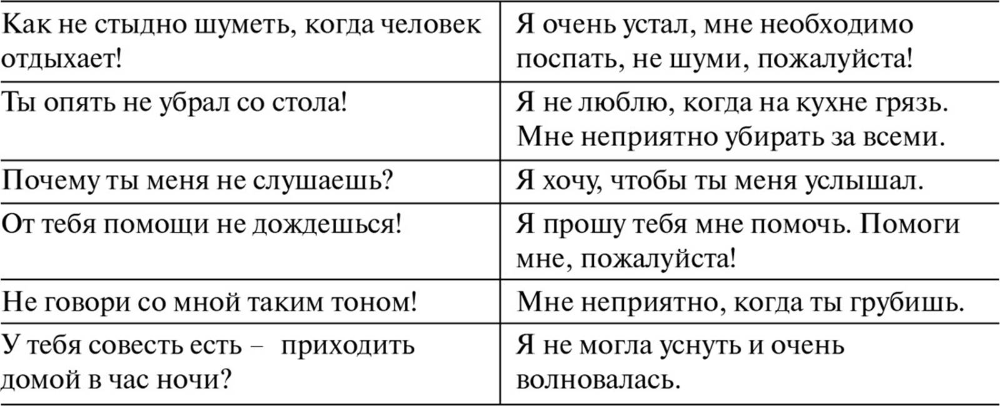 Как не стыдно шуметь, когда человек
отдыхает!
Я очень устал, мне необходимо
поспать, не шуми, пожалуйста!
Ты опять не убрал со стола!
Я не люблю, когда на кухне грязь.
Мне неприятно убирать за всеми.
Почему ты меня не слушаешь?
Я хочу, чтобы ты меня услышал.
От тебя помощи не дождешься!
Я прошу тебя мне помочь. Помоги
мне, пожалуйста!
Не говори со мной таким тоном!
Мне неприятно, когда ты грубишь.
У тебя совесть есть – приходить
домой в час ночи?
Я не могла уснуть и очень
волновалась.